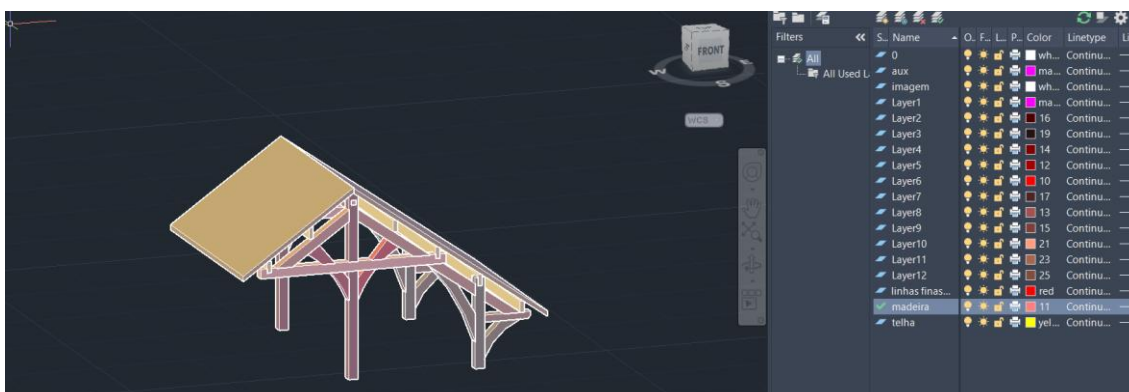 FRONT
W
S
E
WCS
Filters
All
All Used L
S.. Name O.. F... L... P... Color Linetype Li
0 wh... Continu...
aux ma... Continu...
imagem wh... Continu...
Layer1 ma... Continu...
Layer2 16 Continu...
Layer3 19 Continu...
Layer4 14 Continu...
Layer5 12 Continu...
Layer6 10 Continu...
Layer7 17 Continu...
Layer8 13 Continu...
Layer9 15 Continu...
Layer10 21 Continu...
Layer11 23 Continu...
Layer12 25 Continu...
linhas finas... red Continu...
madeira 11 Continu...
telha yel... Continu...